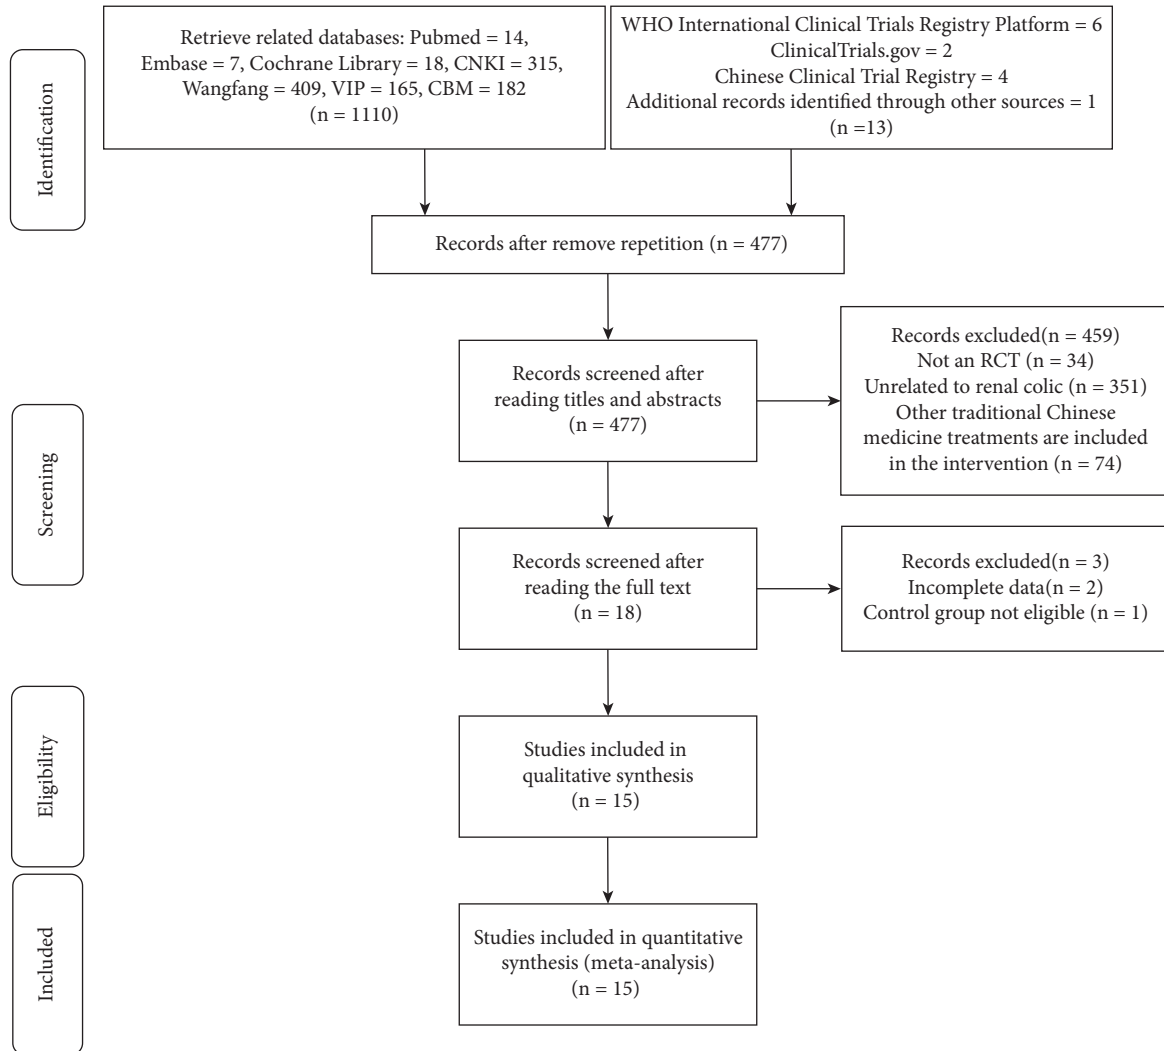 Identification
Retrieve related databases: Pubmed = 14,
Embase = 7, Cochrane Library = 18, CNKI = 315,
Wangfang = 409, VIP = 165, CBM = 182
(n = 1110)
WHO International Clinical Trials Registry Platform = 6
ClinicalTrials.gov = 2
Chinese Clinical Trial Registry = 4
Additional records identified through other sources = 1
(n =13)
Records after remove repetition (n = 477)
Screening
Records screened after
reading titles and abstracts
(n = 477)
Records excluded(n = 459)
Not an RCT (n = 34)
Unrelated to renal colic (n = 351)
Other traditional Chinese
medicine treatments are included
in the intervention (n = 74)
Records screened after
reading the full text
(n = 18)
Records excluded(n = 3)
Incomplete data(n = 2)
Control group not eligible (n = 1)
Eligibility
Studies included in
qualitative synthesis
(n = 15)
Included
Studies included in quantitative
synthesis (meta-analysis)
(n = 15)